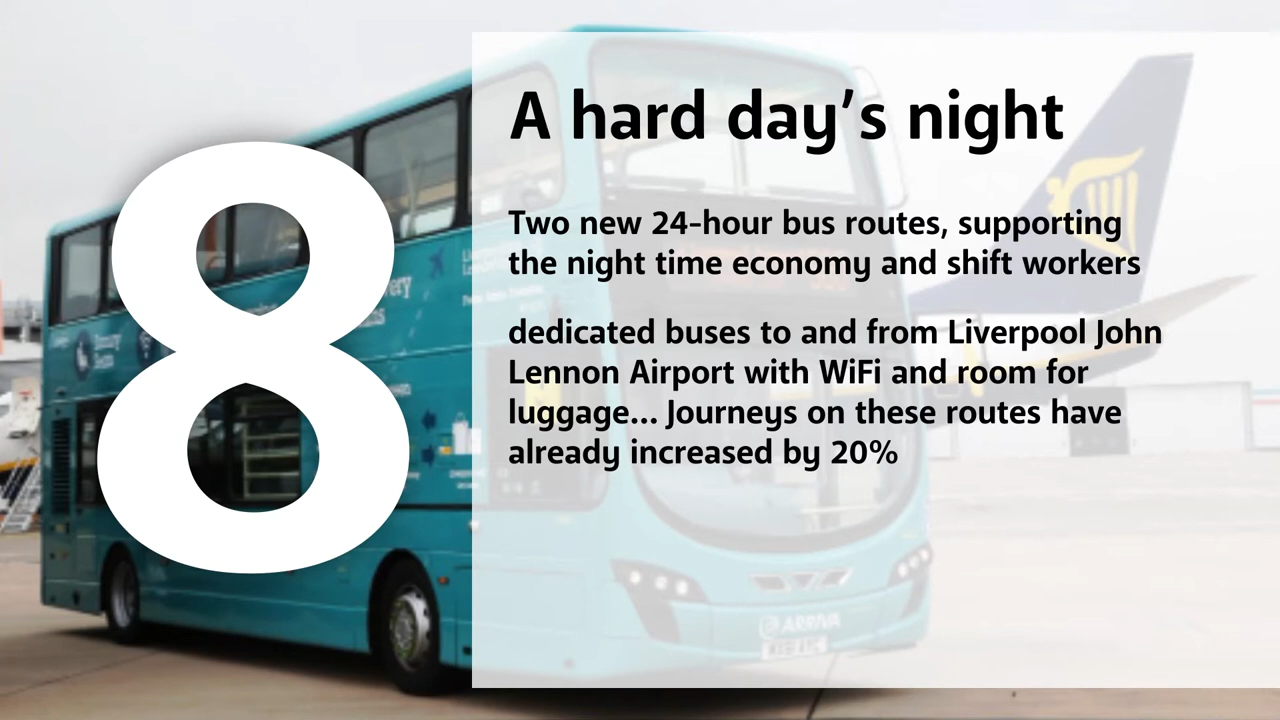 8
A hard day’s night
Two new 24-hour bus routes, supporting
the night time economy and shift workers
dedicated buses to and from Liverpool John
Lennon Airport with WiFi and room for
luggage... Journeys on these routes have
already increased by 20%
ARRIVA